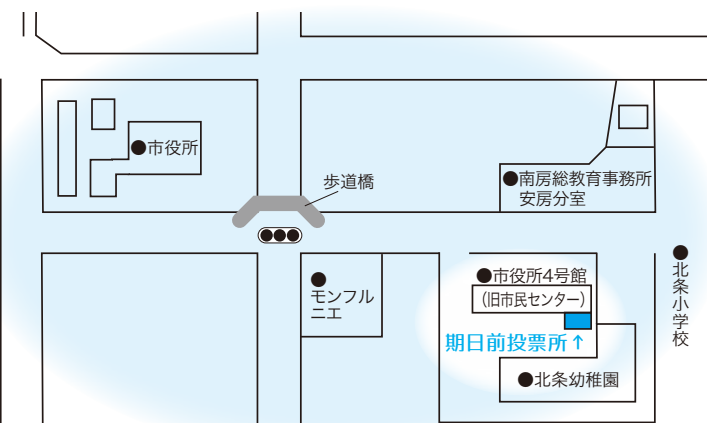 ●市役所
歩道橋
●南房総教育事務所
安房分室
●
モンフル
ニエ
●市役所4号館
（旧市民センター）
期日前投票所↑
●北条幼稚園
●北条小学校